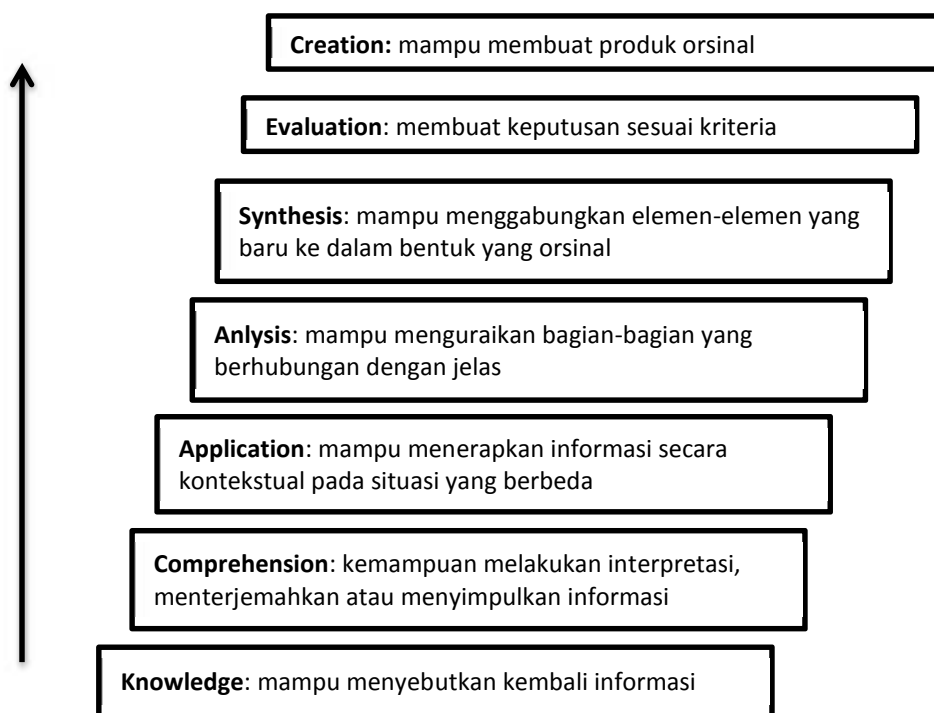 Creation: mampu membuat produk orsinal
Evaluation: membuat keputusan sesuai kriteria
Synthesis: mampu menggabungkan elemen-elemen yang
baru ke dalam bentuk yang orsinal
Anlysis: mampu menguraikan bagian-bagian yang
berhubungan dengan jelas
Application: mampu menerapkan informasi secara
kontekstual pada situasi yang berbeda
Comprehension: kemampuan melakukan interpretasi,
menterjemahkan atau menyimpulkan informasi
Knowledge: mampu menyebutkan kembali informasi